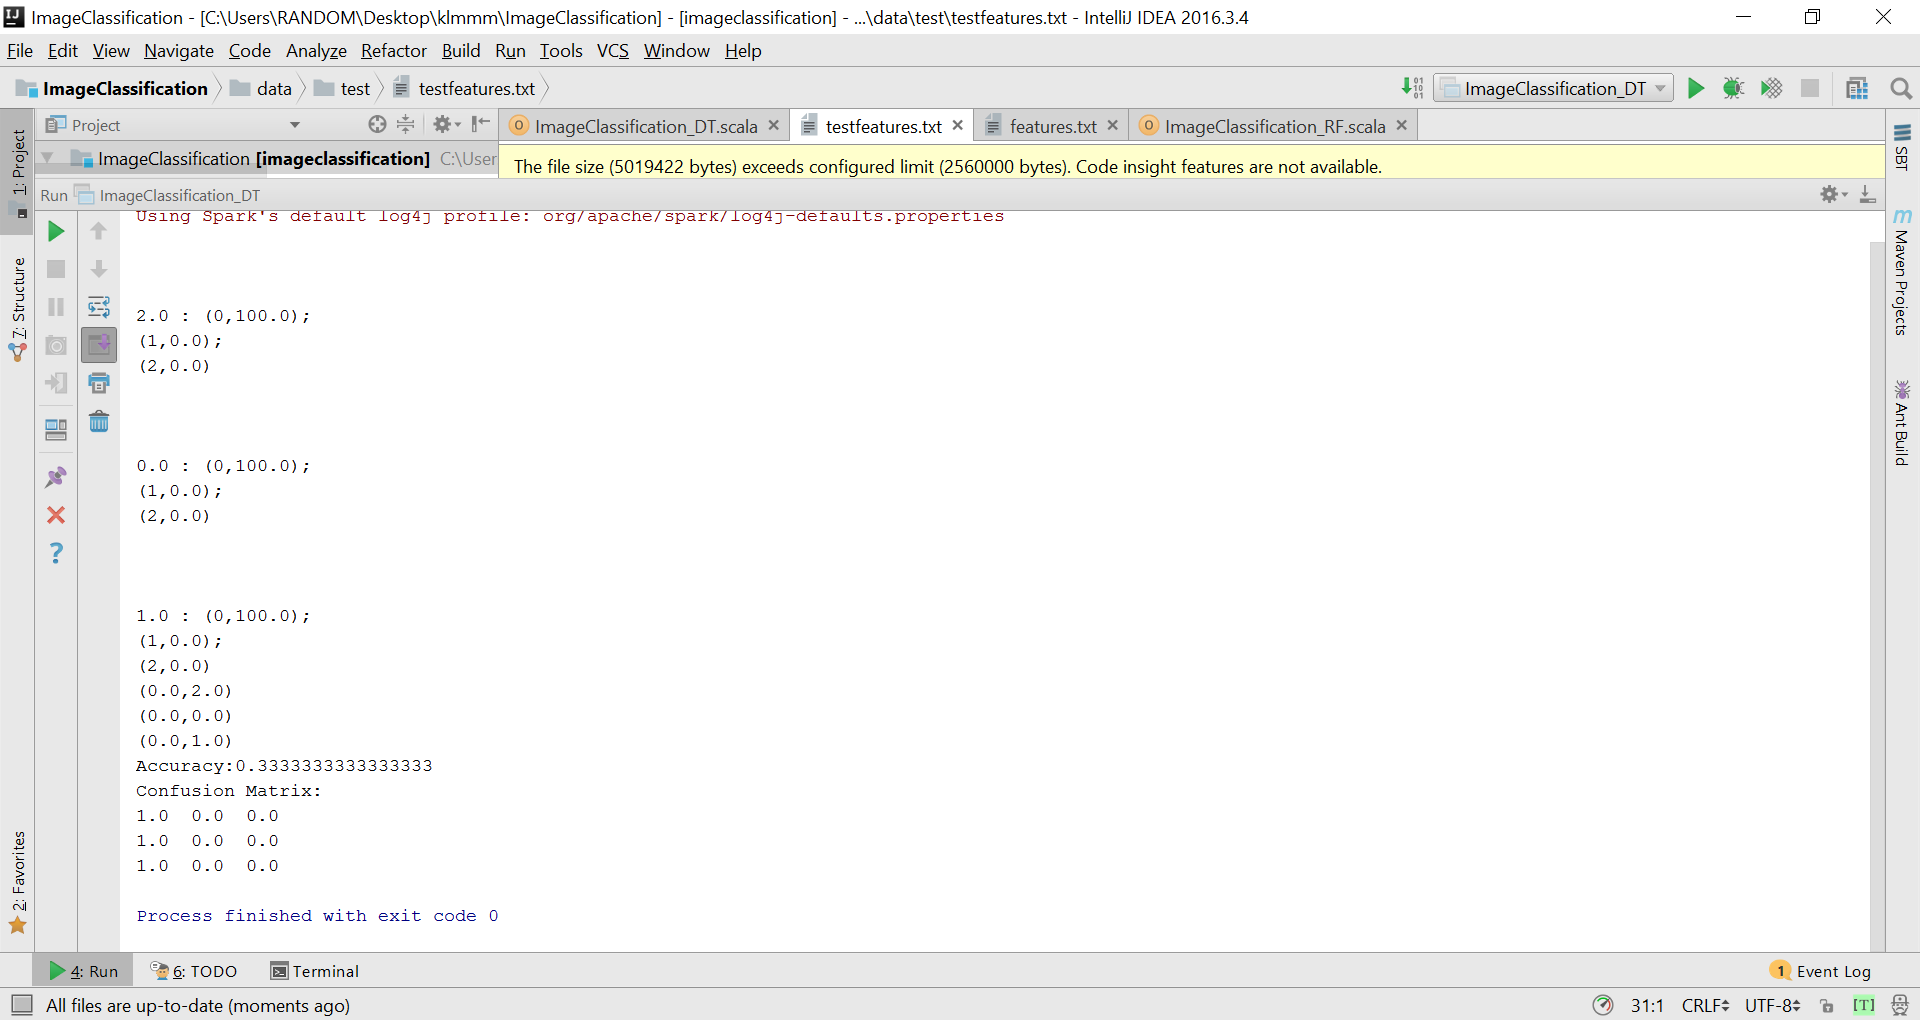 ImageClassification - [C:\Users\RANDOM\Desktop\klmmm\ImageClassification] - [imageclassification] - ...\data\test\testfeatures.txt - IntelliJ IDEA 2016.3.4
File Edit View Navigate Code Analyze Refactor Build Run Tools VCS Window Help
ImageClassification data test testfeatures.txt ImageClassification_DT
Project ImageClassification_DT.scala testfeatures.txt features.txt ImageClassification_RF.scala
ImageClassification [imageclassification] C:\User
The file size (5019422 bytes) exceeds configured limit (2560000 bytes). Code insight features are not available.
Run ImageClassification_DT
Using Spark's default log4j profile: org/apache/spark/log4j-defaults.properties
2.0 : (0,100.0);
(1,0.0);
(2,0.0)
0.0 : (0,100.0);
(1,0.0);
(2,0.0)
1.0 : (0,100.0);
(1,0.0);
(2,0.0)
(0.0,2.0)
(0.0,0.0)
(0.0,1.0)
Accuracy:0.3333333333333333
Confusion Matrix:
1.0 0.0 0.0
1.0 0.0 0.0
1.0 0.0 0.0
Process finished with exit code 0
1: Project
7: Structure
2: Favorites
SBT
Maven Projects
Ant Build
4: Run 6: TODO Terminal 1 Event Log
All files are up-to-date (moments ago) 31:1 CRLF UTF-8 [T]